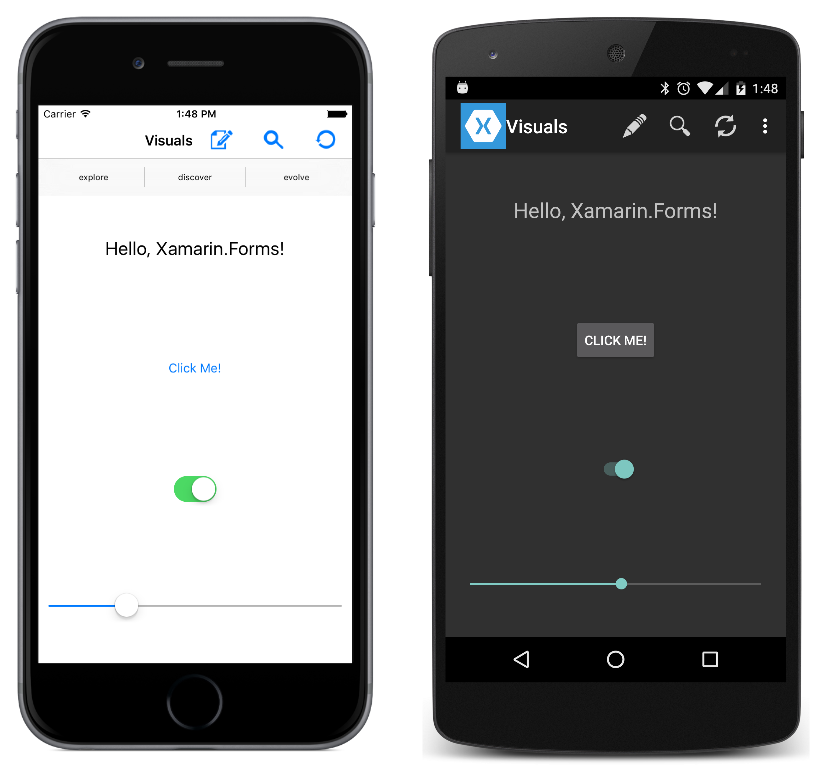 Carrier
1:48 PM
Visuals
explore
discover
evolve
Hello, Xamarin.Forms!
Click Me!
1:48
X
Visuals
Hello, Xamarin.Forms!
CLICK ME!